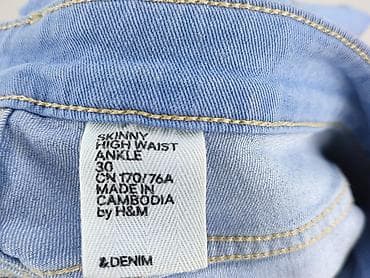 SKINNY
HIGH WAIST
ANKLE
30
CN 170/76A
MADE IN
CAMBODIA
by H&M
&DENIM